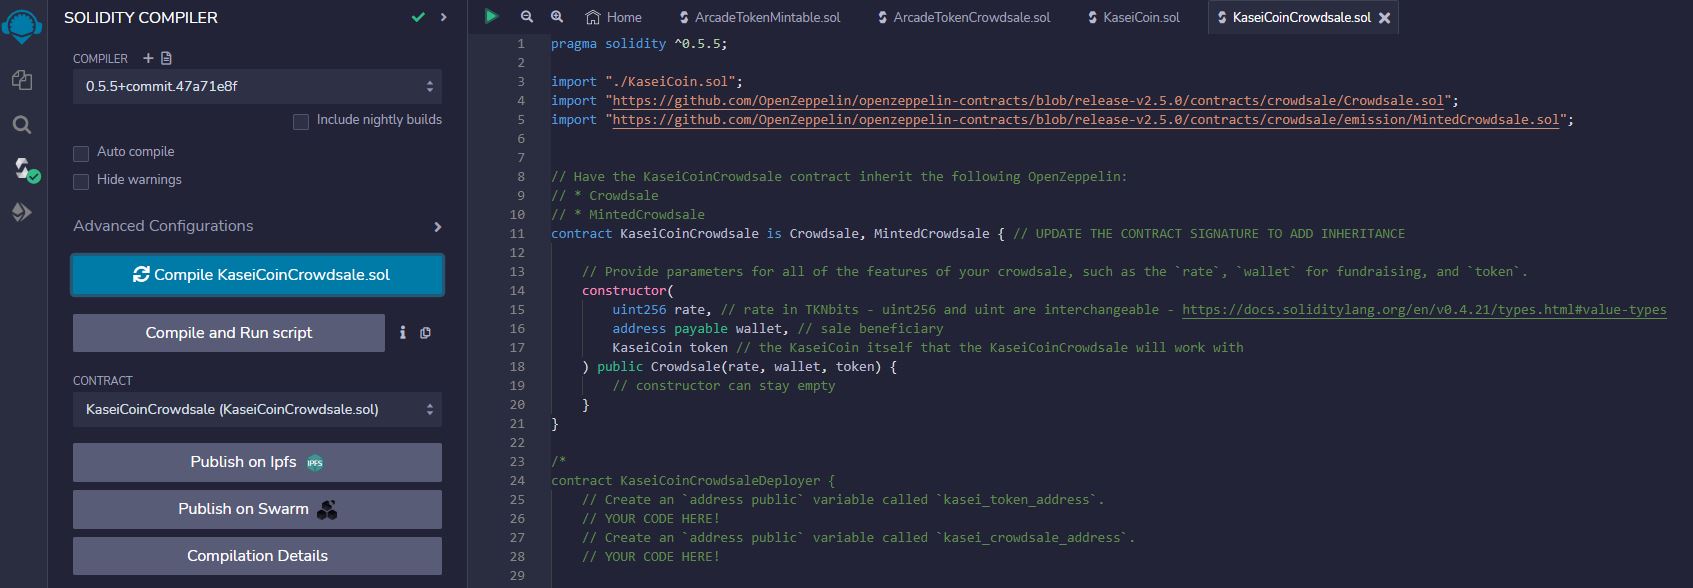 SOLIDITY COMPILER
COMPILER
0.5.5+commit.47a71e8f
Include nightly builds
Auto compile
Hide warnings
Advanced Configurations
Compile KaseiCoinCrowdsale.sol
Compile and Run script
CONTRACT
KaseiCoinCrowdsale (KaseiCoinCrowdsale.sol)
Publish on Ipfs
IPFS
Publish on Swarm
Compilation Details
Home
ArcadeTokenMintable.sol
ArcadeTokenCrowdsale.sol
KaseiCoin.sol
KaseiCoinCrowdsale.sol
1 pragma solidity ^0.5.5;
2
3 import "./KaseiCoin.sol";
4 import "https://github.com/OpenZeppelin/openzeppelin-contracts/blob/release-v2.5.0/contracts/crowdsale/Crowdsale.sol";
5 import "https://github.com/OpenZeppelin/openzeppelin-contracts/blob/release-v2.5.0/contracts/crowdsale/emission/MintedCrowdsale.sol";
6
7
8 // Have the KaseiCoinCrowdsale contract inherit the following OpenZeppelin:
9 // * Crowdsale
10 // * MintedCrowdsale
11 contract KaseiCoinCrowdsale is Crowdsale, MintedCrowdsale { // UPDATE THE CONTRACT SIGNATURE TO ADD INHERITANCE
12
13 // Provide parameters for all of the features of your crowdsale, such as the `rate`, `wallet` for fundraising, and `token`.
14 constructor(
15 uint256 rate, // rate in TKNbits - uint256 and uint are interchangeable - https://docs.soliditylang.org/en/v0.4.21/types.html#value-types
16 address payable wallet, // sale beneficiary
17 KaseiCoin token // the KaseiCoin itself that the KaseiCoinCrowdsale will work with
18 ) public Crowdsale(rate, wallet, token) {
19 // constructor can stay empty
20 }
21 }
22
23 /*
24 contract KaseiCoinCrowdsaleDeployer {
25 // Create an `address public` variable called `kasei_token_address`.
26 // YOUR CODE HERE!
27 // Create an `address public` variable called `kasei_crowdsale_address`.
28 // YOUR CODE HERE!
29